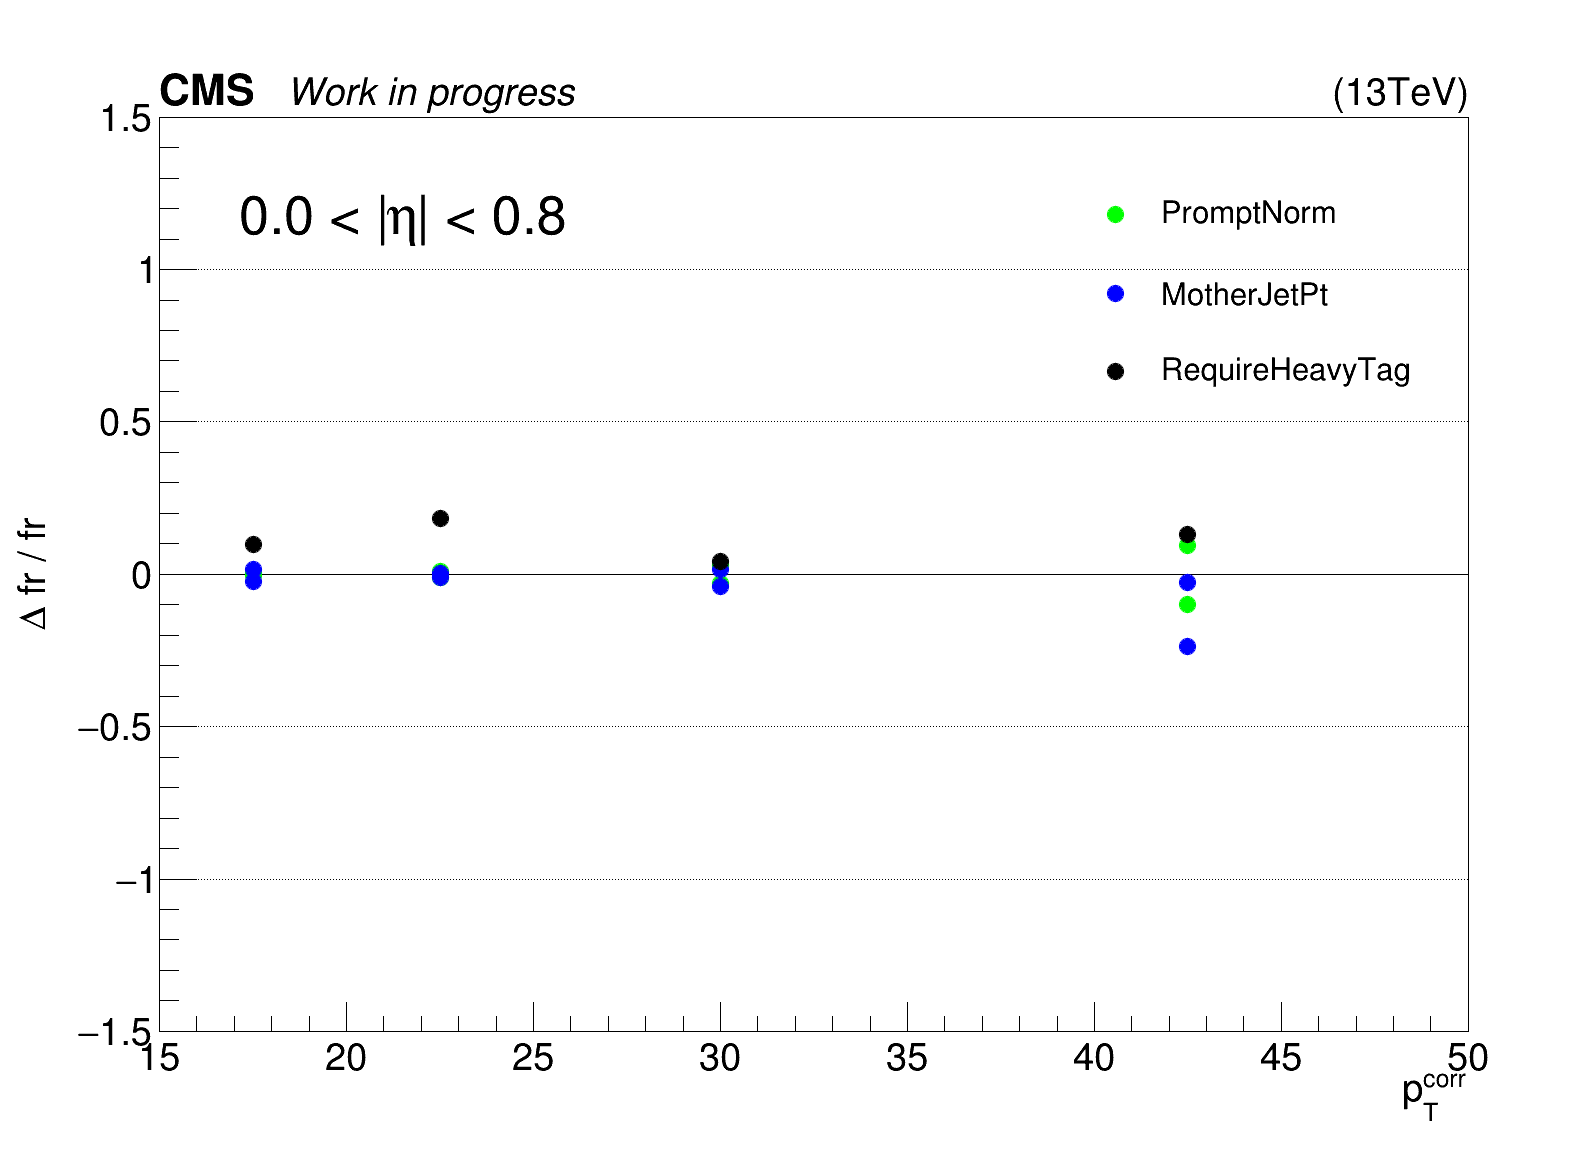 CMS Work in progress (13TeV)
0.0 < |η| < 0.8
PromptNorm
MotherJetPt
RequireHeavyTag
1.5
1
0.5
0
−0.5
−1
−1.5
Δ fr / fr
15 20 25 30 35 40 45 50
p_T^corr